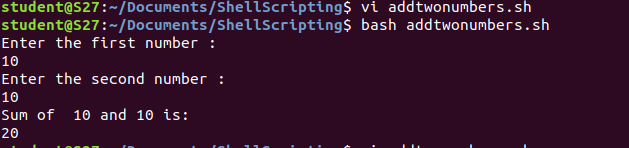 student@S27:~/Documents/ShellScripting$ vi addtwonumbers.sh
student@S27:~/Documents/ShellScripting$ bash addtwonumbers.sh
Enter the first number :
10
Enter the second number :
10
Sum of  10 and 10 is:
20